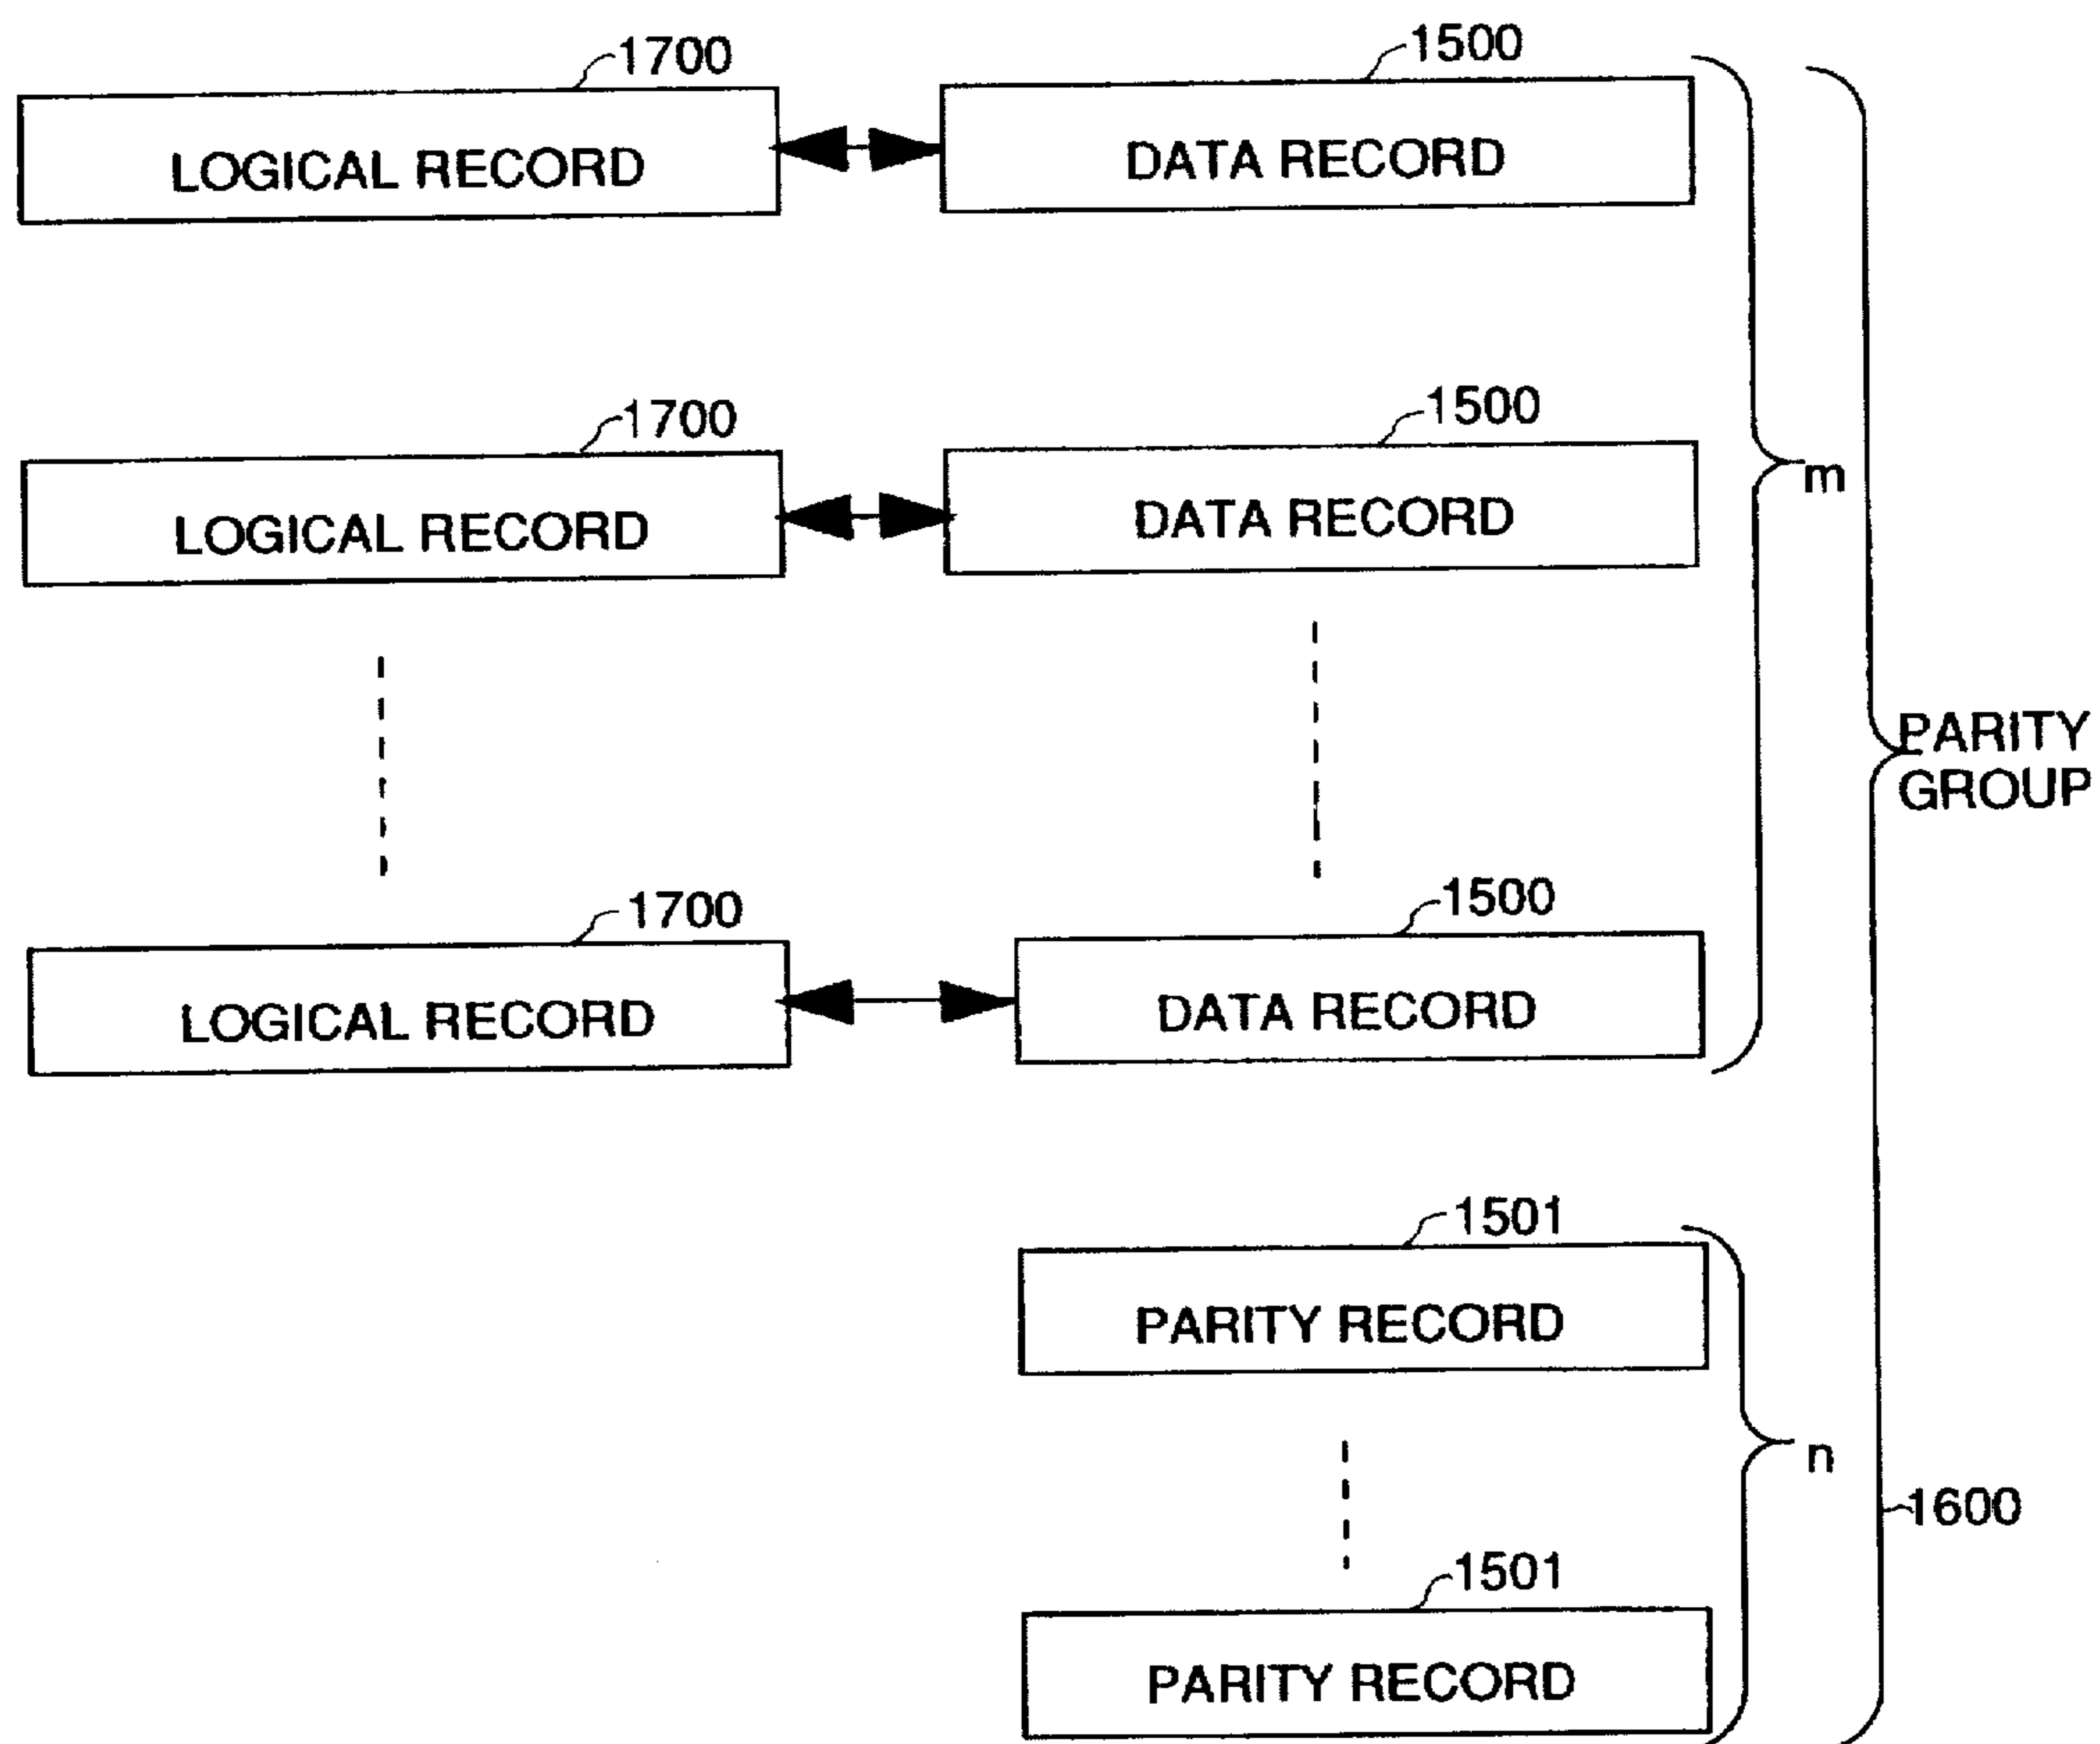 1700
1500
LOGICAL RECORD
DATA RECORD
1700
1500
m
LOGICAL RECORD
DATA RECORD
PARITY
GROUP
1700
1500
LOGICAL RECORD
DATA RECORD
1501
PARITY RECORD
n
1600
1501
PARITY RECORD